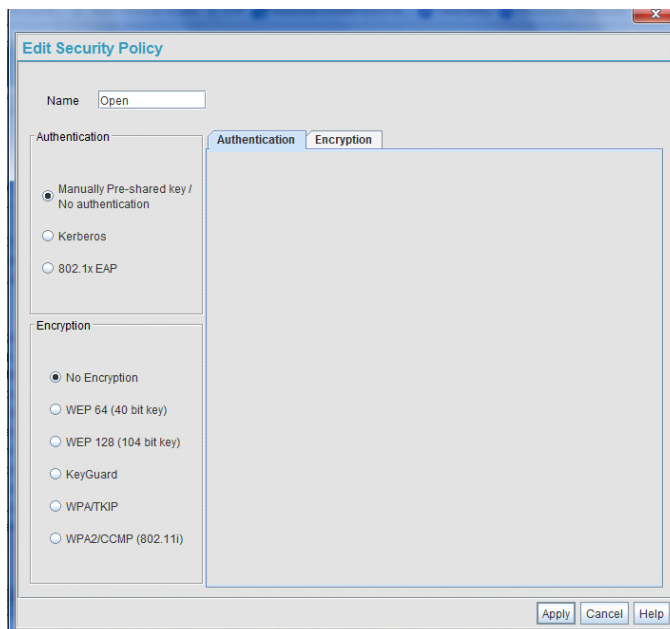 Edit Security Policy
Name Open
Authentication
Manually Pre-shared key /
No authentication
Kerberos
802.1x EAP
Encryption
No Encryption
WEP 64 (40 bit key)
WEP 128 (104 bit key)
KeyGuard
WPA/TKIP
WPA2/CCMP (802.11i)
Authentication Encryption
Apply Cancel Help